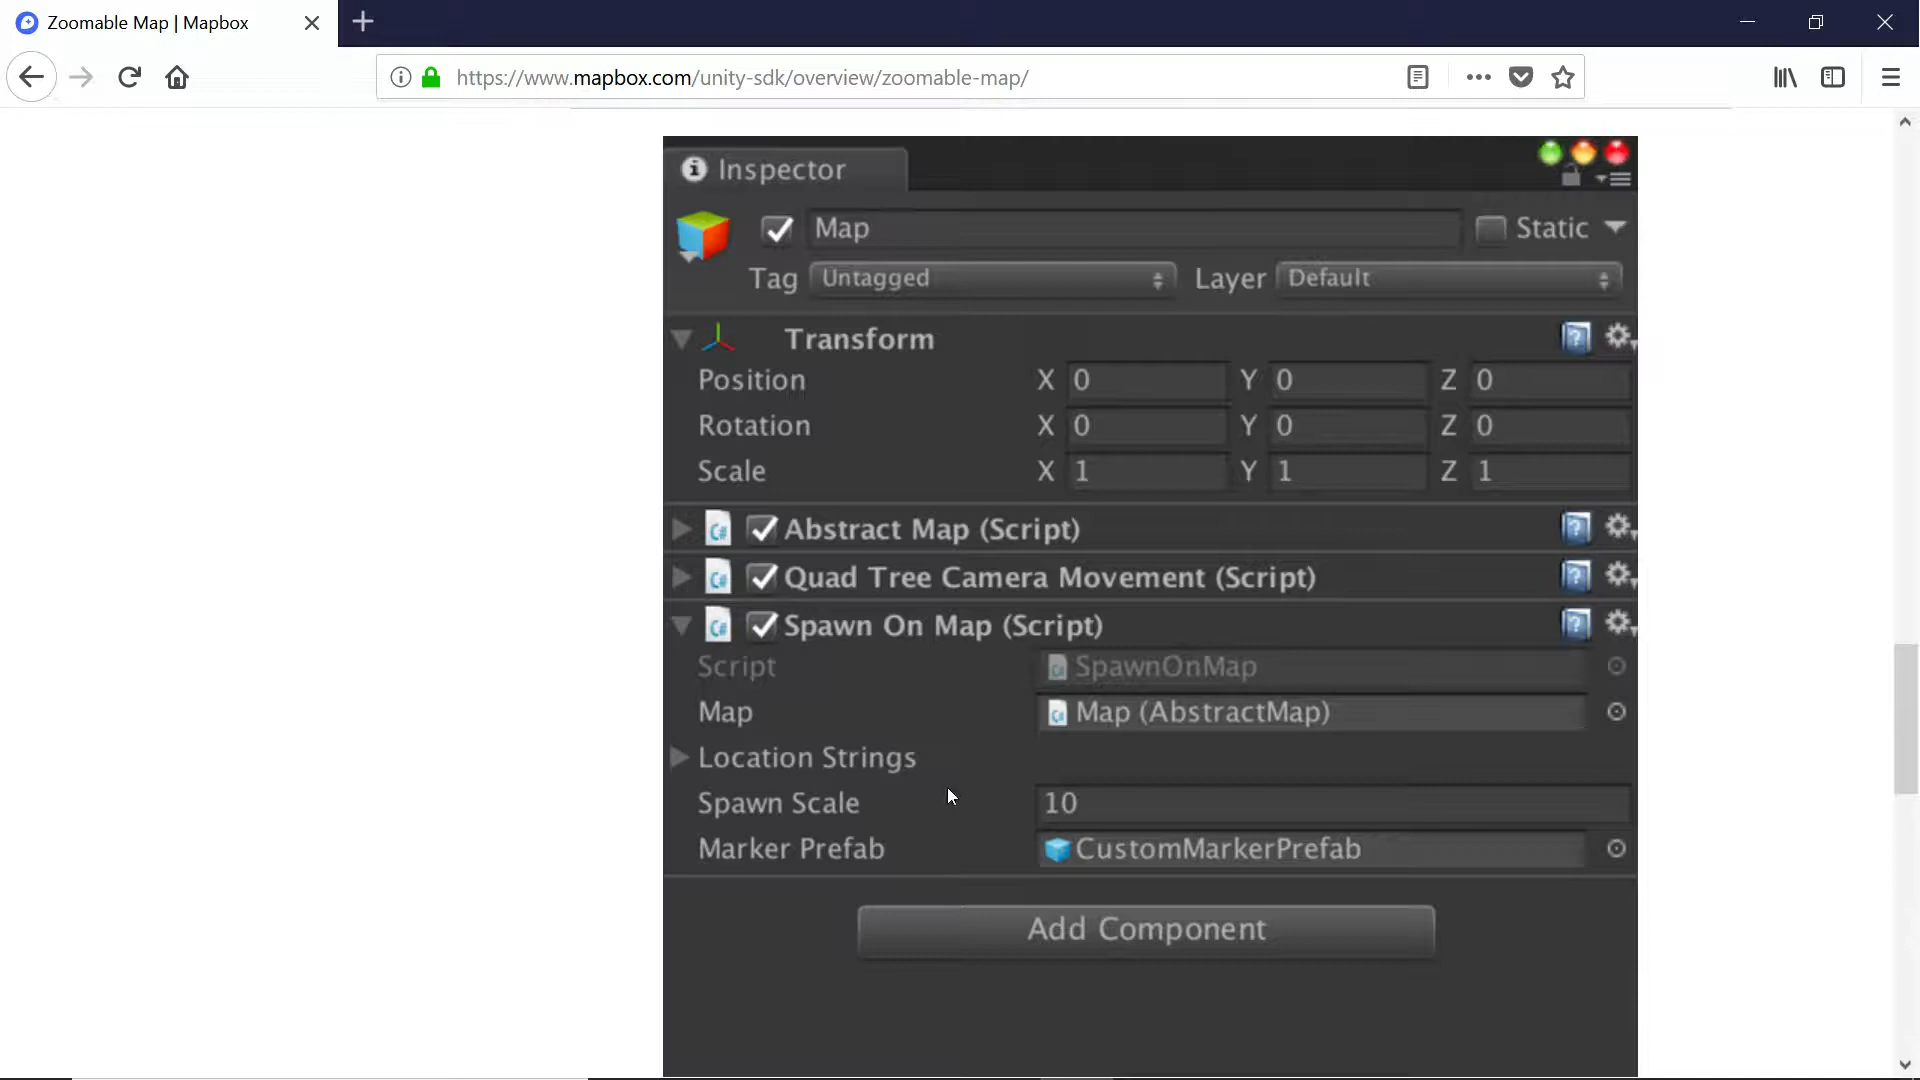 Zoomable Map | Mapbox
https://www.mapbox.com/unity-sdk/overview/zoomable-map/
Inspector
Map
Static
Tag Untagged Layer Default
Transform
Position X 0 Y 0 Z 0
Rotation X 0 Y 0 Z 0
Scale X 1 Y 1 Z 1
Abstract Map (Script)
Quad Tree Camera Movement (Script)
Spawn On Map (Script)
Script SpawnOnMap
Map Map (AbstractMap)
Location Strings
Spawn Scale 10
Marker Prefab CustomMarkerPrefab
Add Component